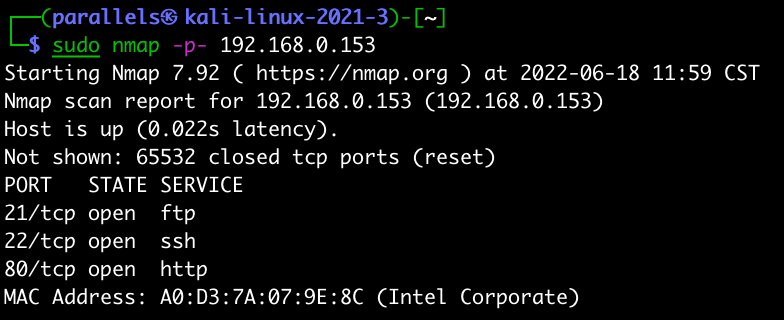 ┌──(parallels㉿kali-linux-2021-3)-[~]
└─$ sudo nmap -p- 192.168.0.153
Starting Nmap 7.92 ( https://nmap.org ) at 2022-06-18 11:59 CST
Nmap scan report for 192.168.0.153 (192.168.0.153)
Host is up (0.022s latency).
Not shown: 65532 closed tcp ports (reset)
PORT   STATE SERVICE
21/tcp open  ftp
22/tcp open  ssh
80/tcp open  http
MAC Address: A0:D3:7A:07:9E:8C (Intel Corporate)